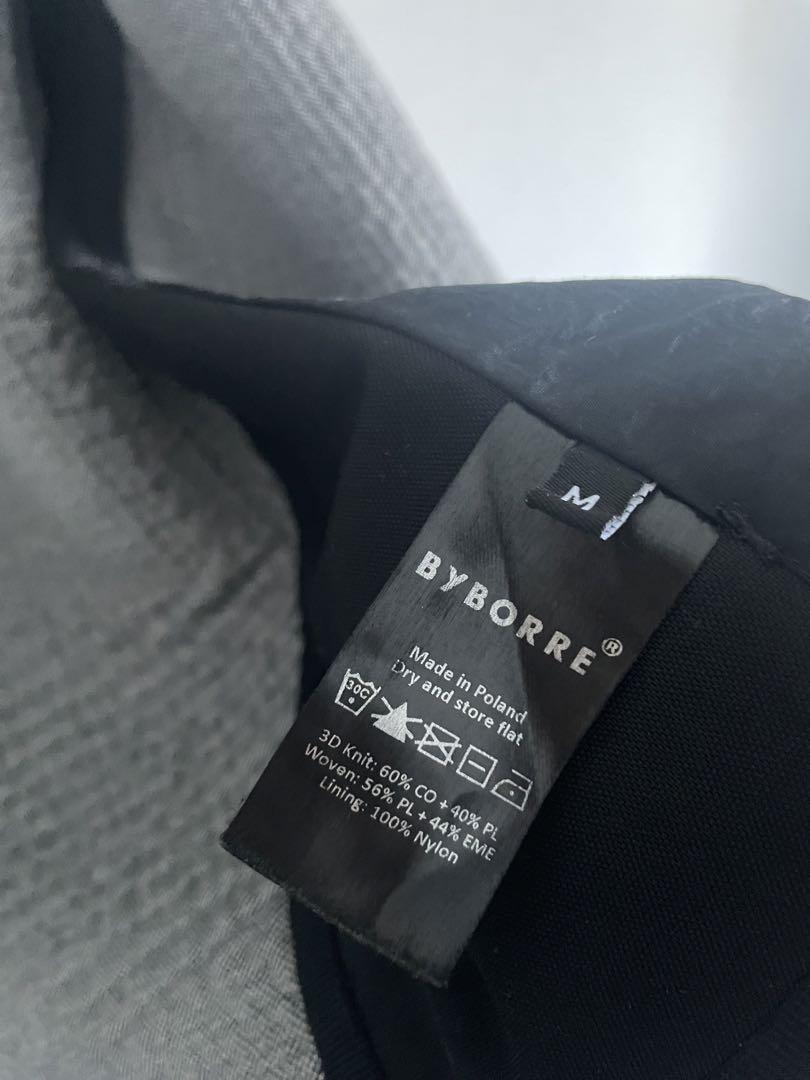 M
BYBORRE®
Made in Poland
Dry and store flat
30C
3D Knit: 60% CO + 40% PL
Woven: 56% PL + 44% EME
Lining: 100% Nylon